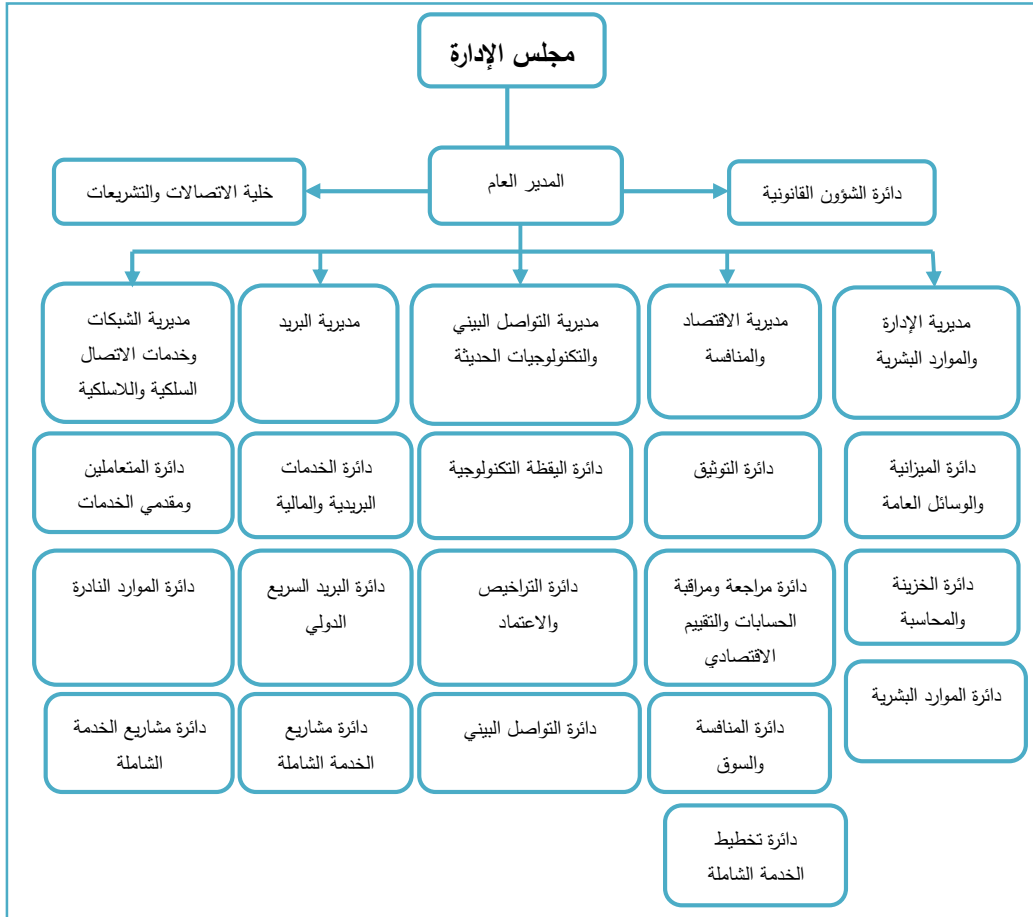 مجلس الإدارة
المدير العام
دائرة الشؤون القانونية
خلية الاتصالات والتشريعات
مديرية الإدارة
والموارد البشرية
مديرية الاقتصاد
والمنافسة
مديرية التواصل البيني
والتكنولوجيات الحديثة
مديرية البريد
مديرية الشبكات
وخدمات الاتصال
السلكية واللاسلكية
دائرة الميزانية
والوسائل العامة
دائرة التوثيق
دائرة اليقظة التكنولوجية
دائرة الخدمات
البريدية والمالية
دائرة المتعاملين
ومقدمي الخدمات
دائرة الخزينة
والمحاسبة
دائرة مراجعة ومراقبة
الحسابات والتقييم
الاقتصادي
دائرة التراخيص
والاعتماد
دائرة البريد السريع
الدولي
دائرة الموارد النادرة
دائرة الموارد البشرية
دائرة المنافسة
والسوق
دائرة التواصل البيني
دائرة مشاريع
الخدمة الشاملة
دائرة مشاريع الخدمة
الشاملة
دائرة تخطيط
الخدمة الشاملة